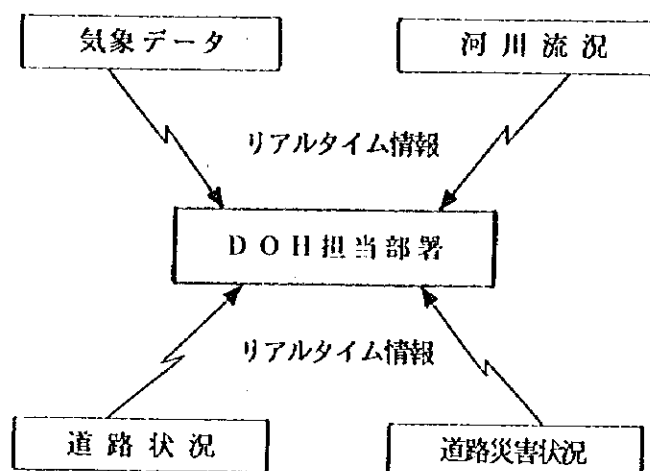 気象データ
河川流況
リアルタイム情報
DOH担当部署
リアルタイム情報
道路状況
道路災害状況